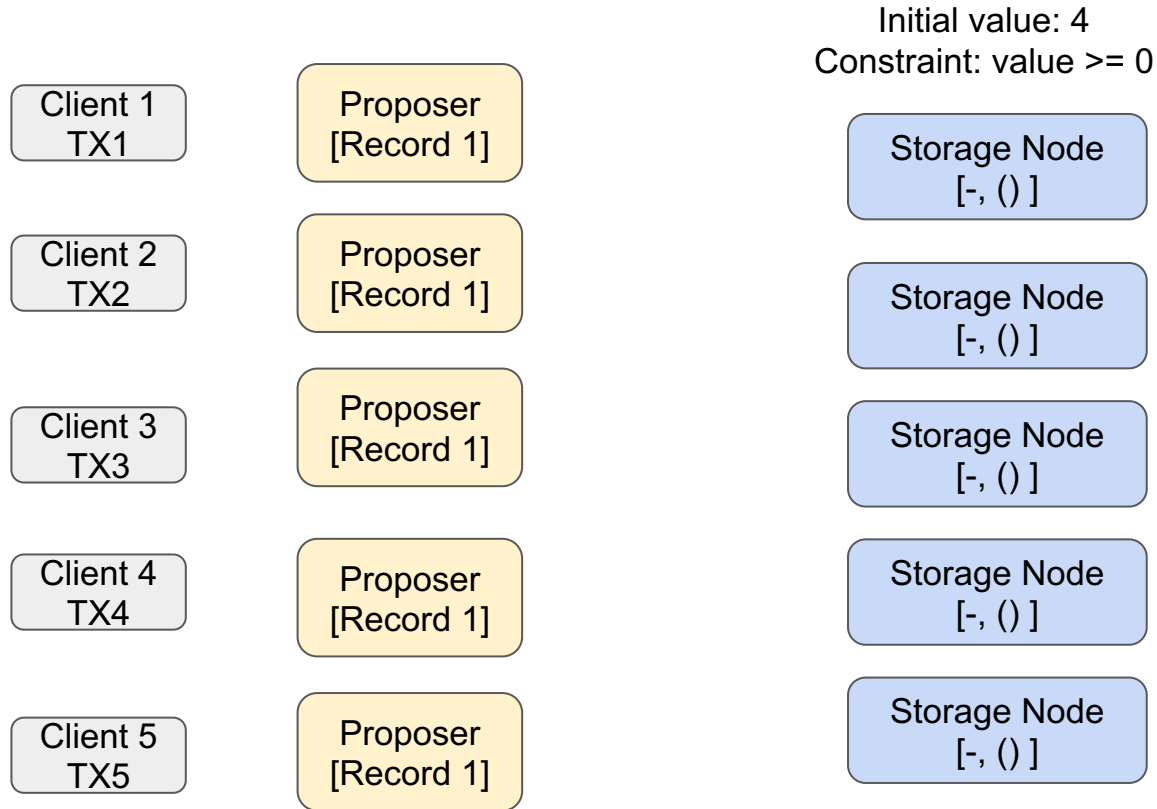 Initial value: 4
Constraint: value >= 0
Client 1
TX1
Proposer
[Record 1]
Storage Node
[-, () ]
Client 2
TX2
Proposer
[Record 1]
Storage Node
[-, () ]
Client 3
TX3
Proposer
[Record 1]
Storage Node
[-, () ]
Client 4
TX4
Proposer
[Record 1]
Storage Node
[-, () ]
Client 5
TX5
Proposer
[Record 1]
Storage Node
[-, () ]